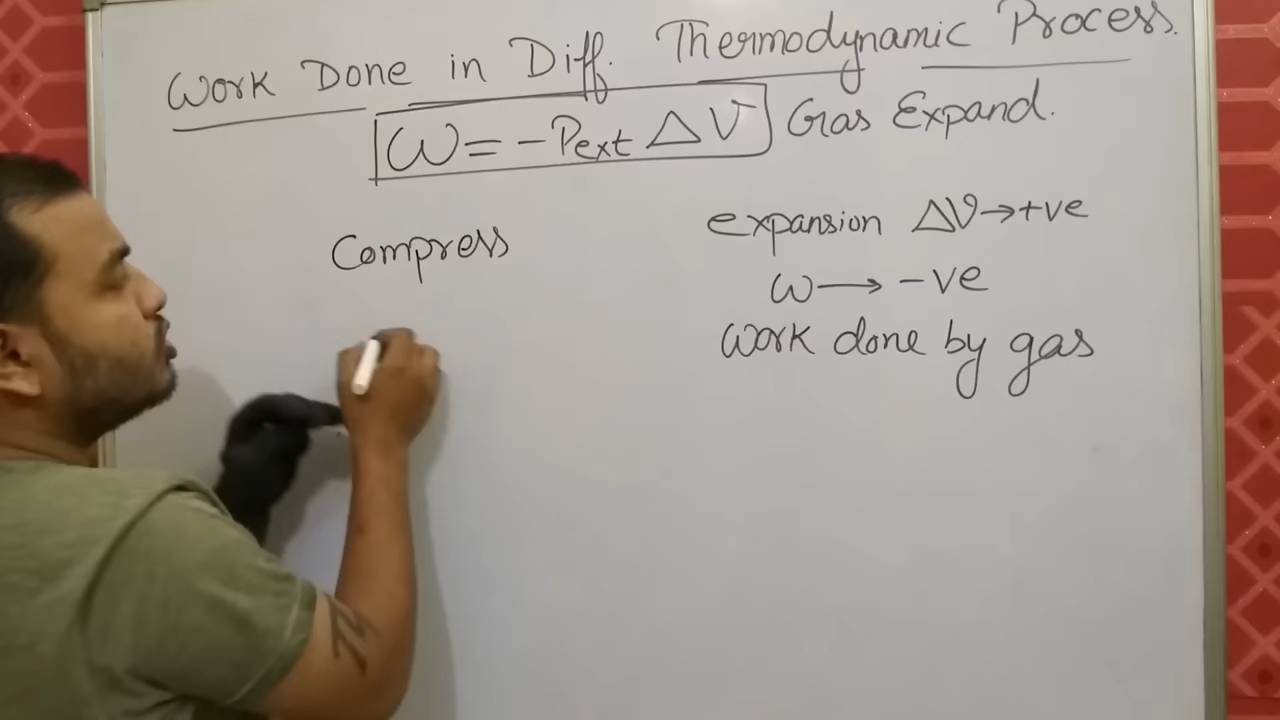 Work Done in Diff. Thermodynamic Process.
W = -Pext ΔV Gas Expand.
Compress
expansion ΔV→+ve
W → -ve
Work done by gas